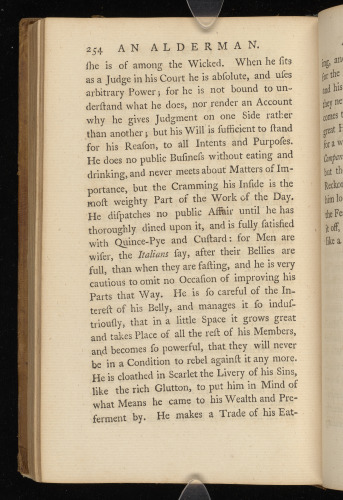 254 AN ALDERMAN.
ſhe is of among the Wicked. When he ſits
as a Judge in his Court he is abſolute, and uſes
arbitrary Power; for he is not bound to un-
derſtand what he does, nor render an Account
why he gives Judgment on one Side rather
than another; but his Will is ſufficient to ſtand
for his Reaſon, to all Intents and Purpoſes.
He does no public Buſineſs without eating and
drinking, and never meets about Matters of Im-
portance, but the Cramming his Inſide is the
moſt weighty Part of the Work of the Day.
He diſpatches no public Affair until he has
thoroughly dined upon it, and is fully ſatisfied
with Quince-Pye and Cuſtard: for Men are
wiſer, the Italians ſay, after their Bellies are
full, than when they are faſting, and he is very
cautious to omit no Occaſion of improving his
Parts that Way. He is ſo careful of the In-
tereſt of his Belly, and manages it ſo induſ-
triouſly, that in a little Space it grows great
and takes Place of all the reſt of his Members,
and becomes ſo powerful, that they will never
be in a Condition to rebel againſt it any more.
He is cloathed in Scarlet the Livery of his Sins,
like the rich Glutton, to put him in Mind of
what Means he came to his Wealth and Pre-
ferment by. He makes a Trade of his Eat-
ing, and
for the
and his
they ne
comes t
great H
for a w
Compan
but th
Reckon
him lo
the Fe
it off,
like a